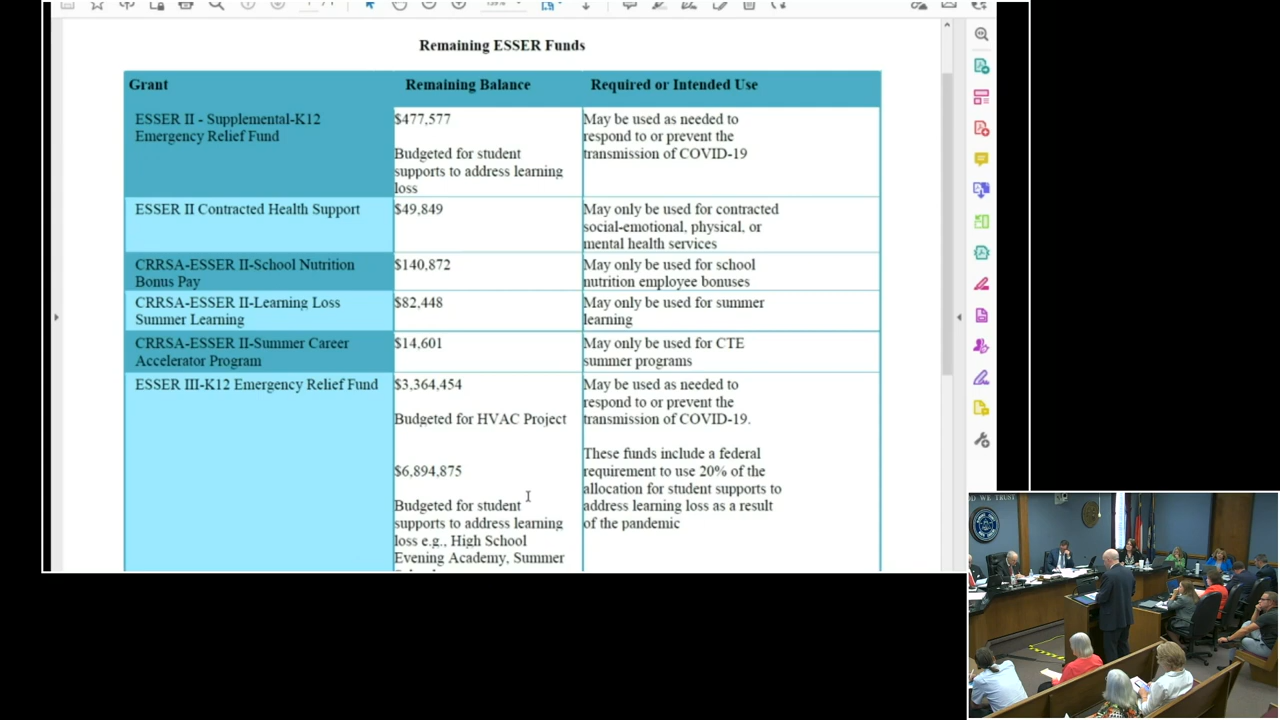 Remaining ESSER Funds
Grant
Remaining Balance
Required or Intended Use
ESSER II - Supplemental-K12
Emergency Relief Fund
$477,577
Budgeted for student
supports to address learning
loss
May be used as needed to
respond to or prevent the
transmission of COVID-19
ESSER II Contracted Health Support
$49,849
May only be used for contracted
social-emotional, physical, or
mental health services
CRRSA-ESSER II-School Nutrition
Bonus Pay
$140,872
May only be used for school
nutrition employee bonuses
CRRSA-ESSER II-Learning Loss
Summer Learning
$82,448
May only be used for summer
learning
CRRSA-ESSER II-Summer Career
Accelerator Program
$14,601
May only be used for CTE
summer programs
ESSER III-K12 Emergency Relief Fund
$3,364,454
Budgeted for HVAC Project
$6,894,875
Budgeted for student
supports to address learning
loss e.g., High School
Evening Academy, Summer
May be used as needed to
respond to or prevent the
transmission of COVID-19.
These funds include a federal
requirement to use 20% of the
allocation for student supports to
address learning loss as a result
of the pandemic
WE TRUST